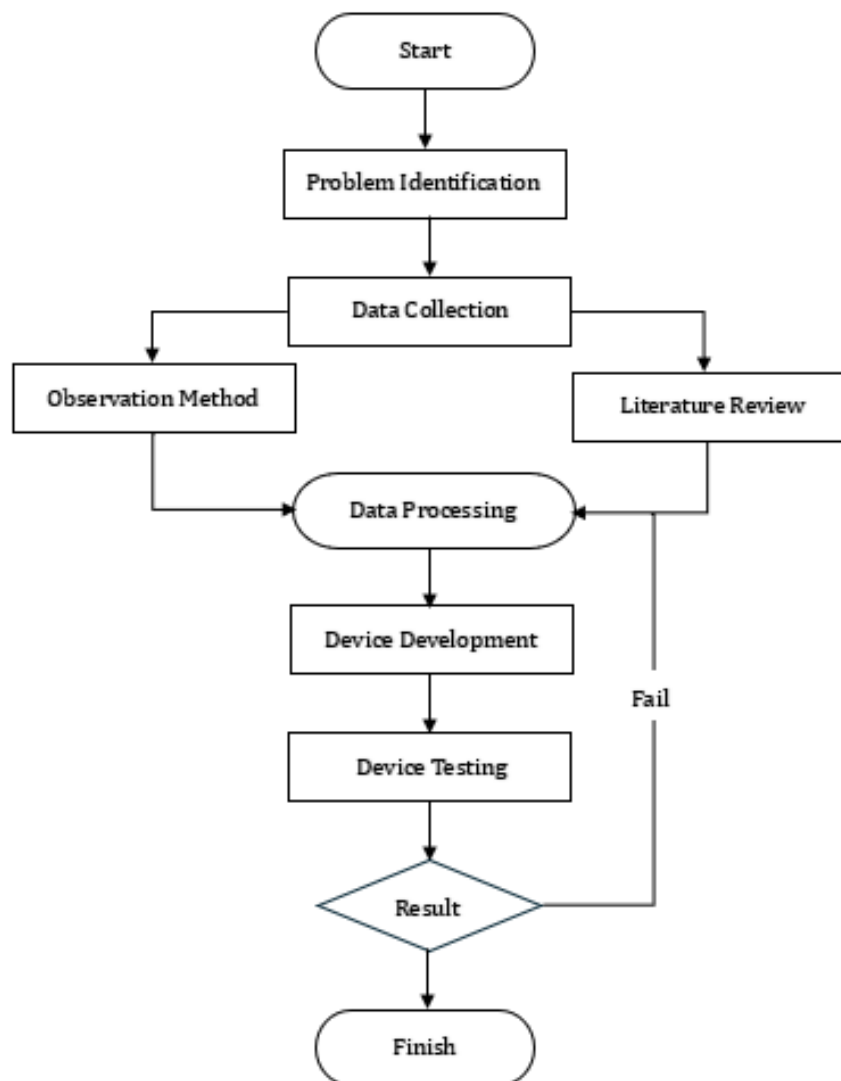 Start
Problem Identification
Data Collection
Observation Method
Literature Review
Data Processing
Device Development
Fail
Device Testing
Result
Finish